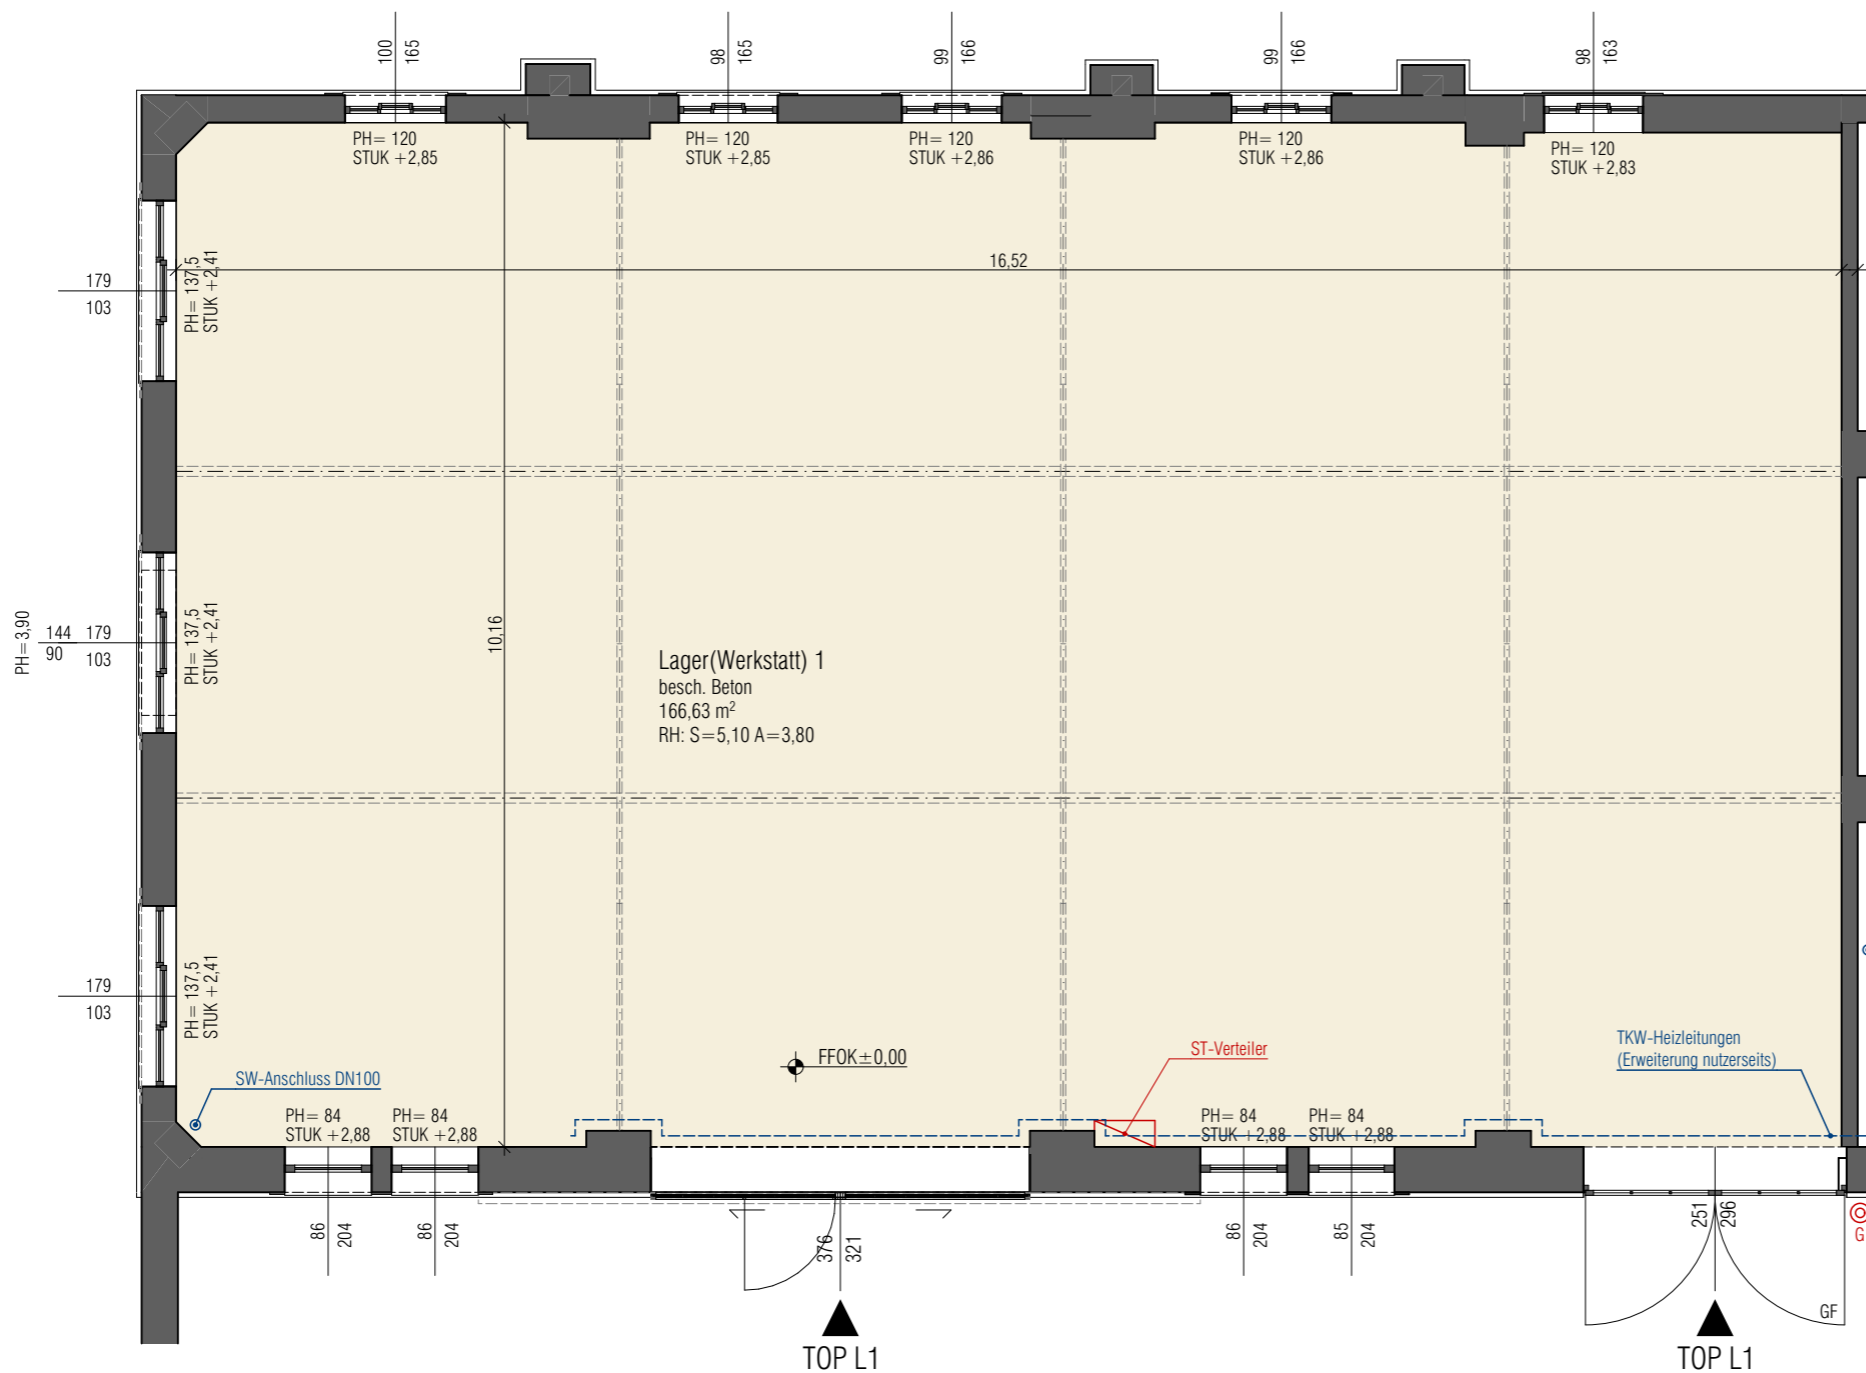 100
165
98
165
99
166
99
166
98
163
PH= 120
STUK +2,85
PH= 120
STUK +2,85
PH= 120
STUK +2,86
PH= 120
STUK +2,86
PH= 120
STUK +2,83
179
103
PH= 137,5
STUK +2,41
16,52
PH= 3,90
144
90
179
103
PH= 137,5
STUK +2,41
10,16
Lager(Werkstatt) 1
besch. Beton
166,63 m²
RH: S=5,10 A=3,80
179
103
PH= 137,5
STUK +2,41
SW-Anschluss DN100
FFOK±0,00
ST-Verteiler
TKW-Heizleitungen
(Erweiterung nutzerseits)
PH= 84
STUK +2,88
PH= 84
STUK +2,88
PH= 84
STUK +2,88
PH= 84
STUK +2,88
86
204
86
204
376
321
86
204
85
204
251
296
G
GF
TOP L1
TOP L1